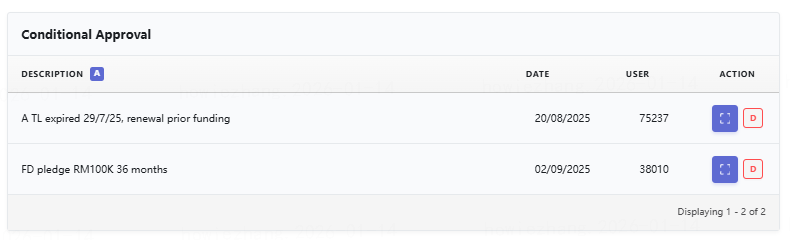 Conditional Approval
DESCRIPTION A DATE USER ACTION
A TL expired 29/7/25, renewal prior funding 20/08/2025 75237 D
FD pledge RM100K 36 months 02/09/2025 38010 D
Displaying 1 - 2 of 2